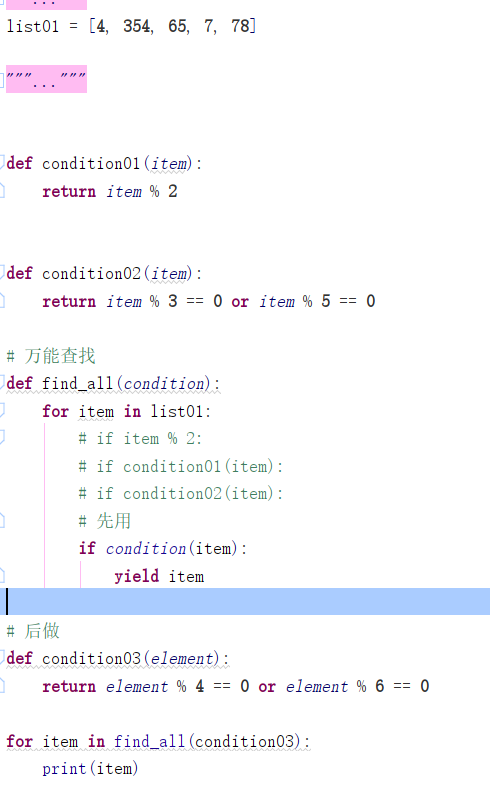 """..."""
list01 = [4, 354, 65, 7, 78]
"""..."""
def condition01(item):
return item % 2
def condition02(item):
return item % 3 == 0 or item % 5 == 0
# 万能查找
def find_all(condition):
for item in list01:
# if item % 2:
# if condition01(item):
# if condition02(item):
# 先用
if condition(item):
yield item
# 后做
def condition03(element):
return element % 4 == 0 or element % 6 == 0
for item in find_all(condition03):
print(item)